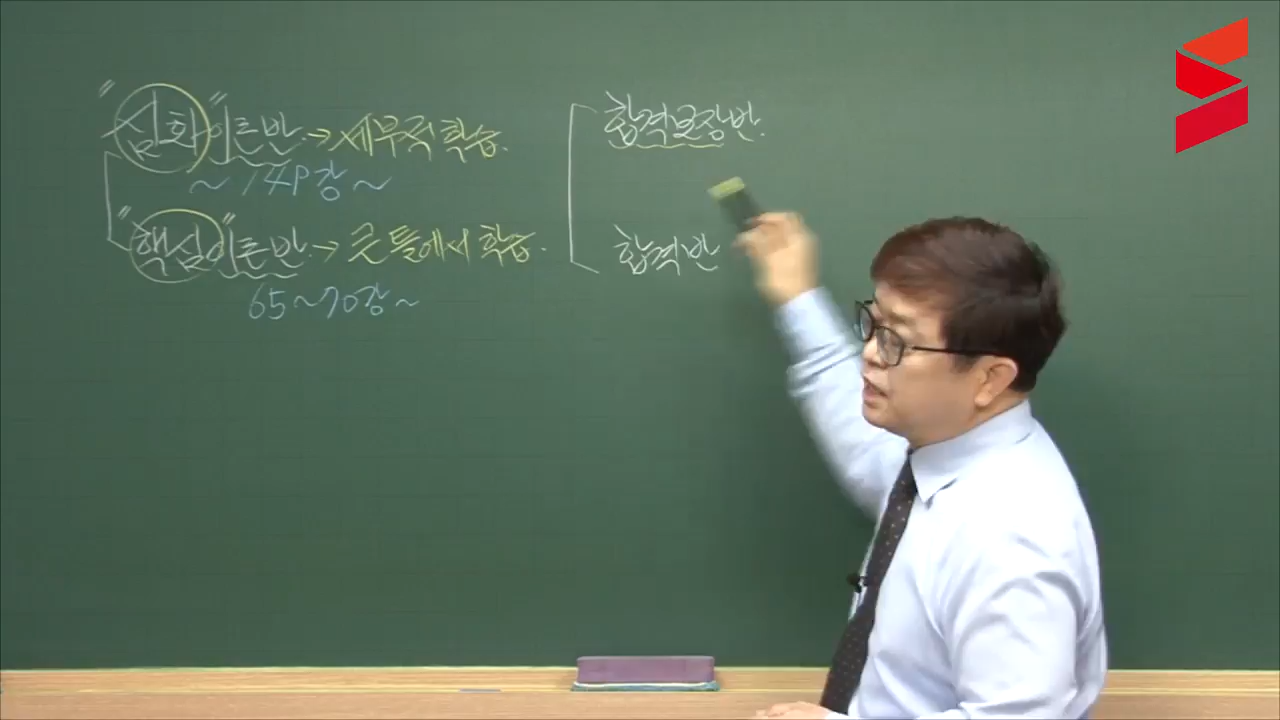 "심화"이론반. → 세무적 학습.
~ 14P강 ~
"핵심"이론반. → 큰 틀에서 학습.
65~70강 ~
합격보장반.
합격반